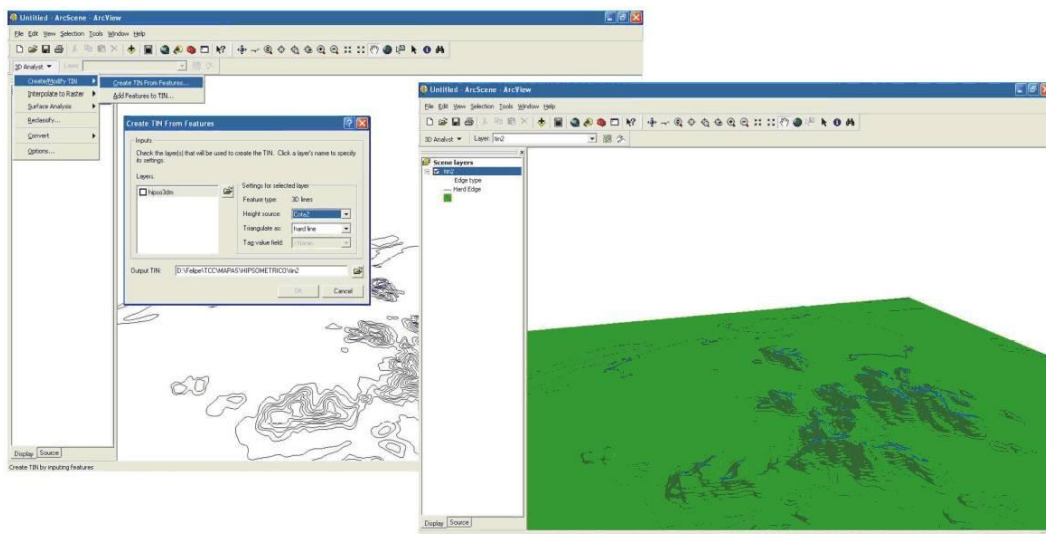 Untitled - ArcScene - ArcView
File Edit View Selection Tools Window Help
3D Analyst Layer:
Create/Modify TIN
Interpolate to Raster
Surface Analysis
Reclassify...
Convert
Options...
Create TIN From Features...
Add Features to TIN...
Create TIN From Features
Inputs
Check the layer(s) that will be used to create the TIN. Click a layer's name to specify
its settings.
Layers:
hipso3dm
Settings for selected layer
Feature type: 3D lines
Height source: Cota2
Triangulate as: hard line
Tag value field: <None>
Output TIN: D:\Felipe\TCC\MAPAS\HIPSOMETRICO\tin2
OK Cancel
Display Source
Create TIN by inputing features
Untitled - ArcScene - ArcView
File Edit View Selection Tools Window Help
3D Analyst Layer: tin2
Scene layers
tin2
Edge type
Hard Edge
Display Source